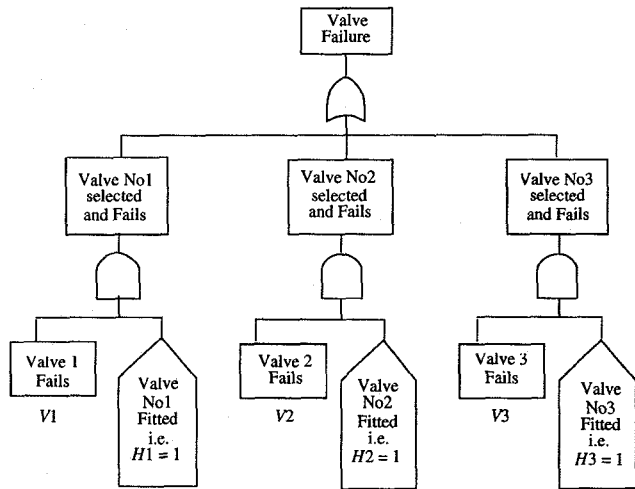 Valve
Failure
Valve No1
selected
and Fails
Valve No2
selected
and Fails
Valve No3
selected
and Fails
Valve 1
Fails
V1
Valve
No1
Fitted
i.e.
H1 = 1
Valve 2
Fails
V2
Valve
No2
Fitted
i.e.
H2 = 1
Valve 3
Fails
V3
Valve
No3
Fitted
i.e.
H3 = 1